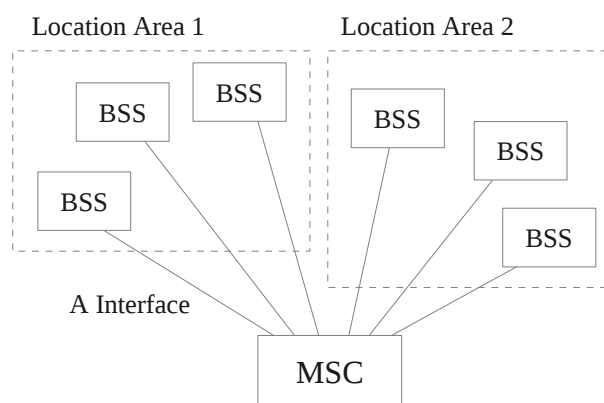 Location Area 1
Location Area 2
BSS
BSS
BSS
BSS
BSS
BSS
A Interface
MSC